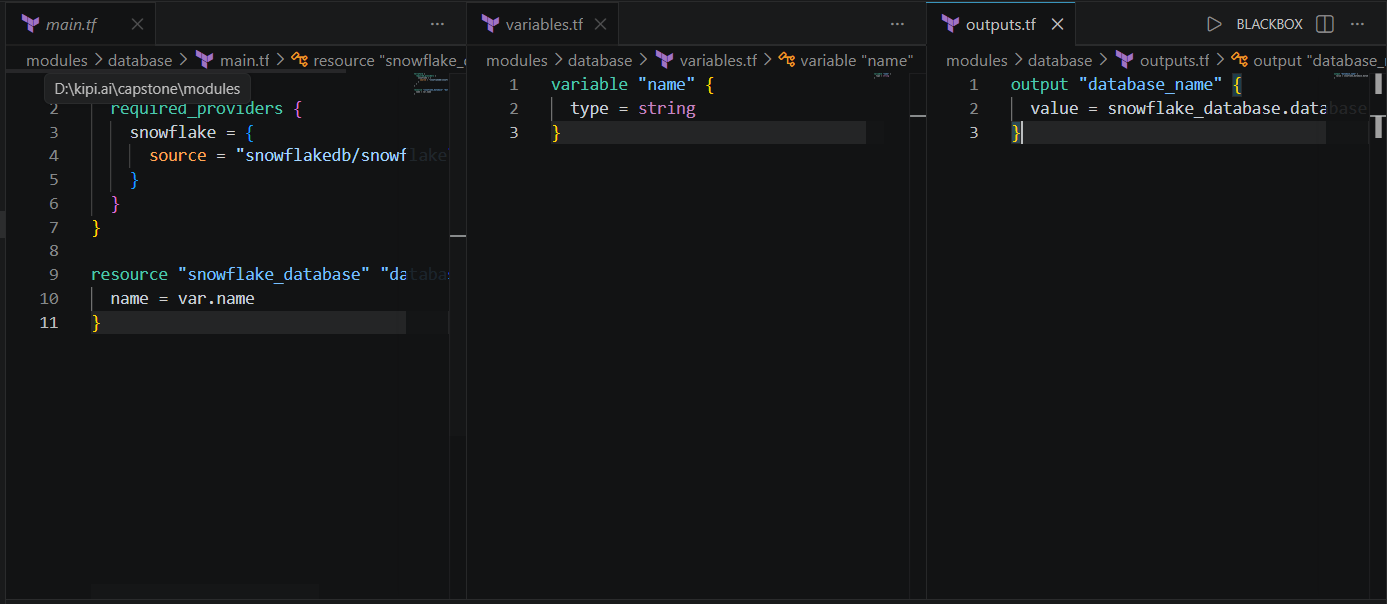 main.tf
modules > database > main.tf > resource "snowflake_
D:\kipi.ai\capstone\modules
2 required_providers {
3 snowflake = {
4 source = "snowflakedb/snowflake
5 }
6 }
7 }
8
9 resource "snowflake_database" "databas
10 name = var.name
11 }
variables.tf
modules > database > variables.tf > variable "name"
1 variable "name" {
2 type = string
3 }
outputs.tf
BLACKBOX
modules > database > outputs.tf > output "database_
1 output "database_name" {
2 value = snowflake_database.database
3 }